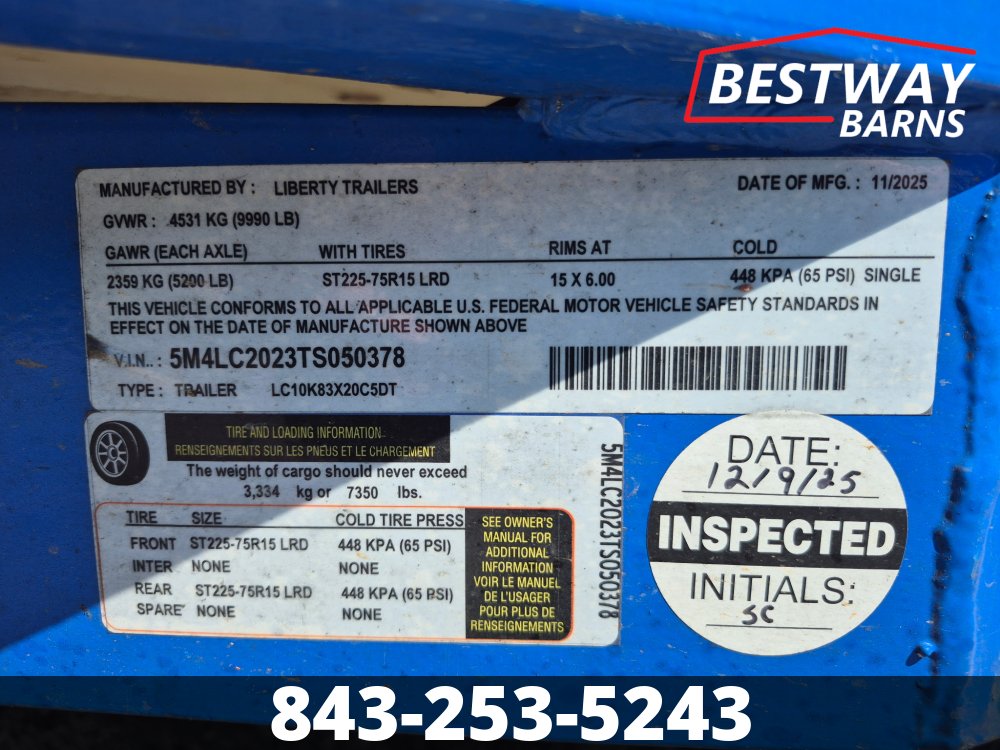 BESTWAY
BARNS
MANUFACTURED BY : LIBERTY TRAILERS DATE OF MFG. : 11/2025
GVWR : 4531 KG (9990 LB)
GAWR (EACH AXLE) WITH TIRES RIMS AT COLD
2359 KG (5200 LB) ST225-75R15 LRD 15 X 6.00 448 KPA (65 PSI) SINGLE
THIS VEHICLE CONFORMS TO ALL APPLICABLE U.S. FEDERAL MOTOR VEHICLE SAFETY STANDARDS IN
EFFECT ON THE DATE OF MANUFACTURE SHOWN ABOVE
V.I.N.. : 5M4LC2023TS050378
TYPE : TRAILER LC10K83X20C5DT
TIRE AND LOADING INFORMATION
RENSEIGNEMENTS SUR LES PNEUS ET LE CHARGEMENT
The weight of cargo should never exceed
3,334 kg or 7350 lbs.
TIRE SIZE COLD TIRE PRESS
FRONT ST225-75R15 LRD 448 KPA (65 PSI)
INTER NONE NONE
REAR ST225-75R15 LRD 448 KPA (65 PSI)
SPARE NONE NONE
SEE OWNER'S
MANUAL FOR
ADDITIONAL
INFORMATION
VOIR LE MANUEL
DE L'USAGER
POUR PLUS DE
RENSEIGNEMENTS
5M4LC2023TS050378
DATE:
12/9/25
INSPECTED
INITIALS:
SC
843-253-5243